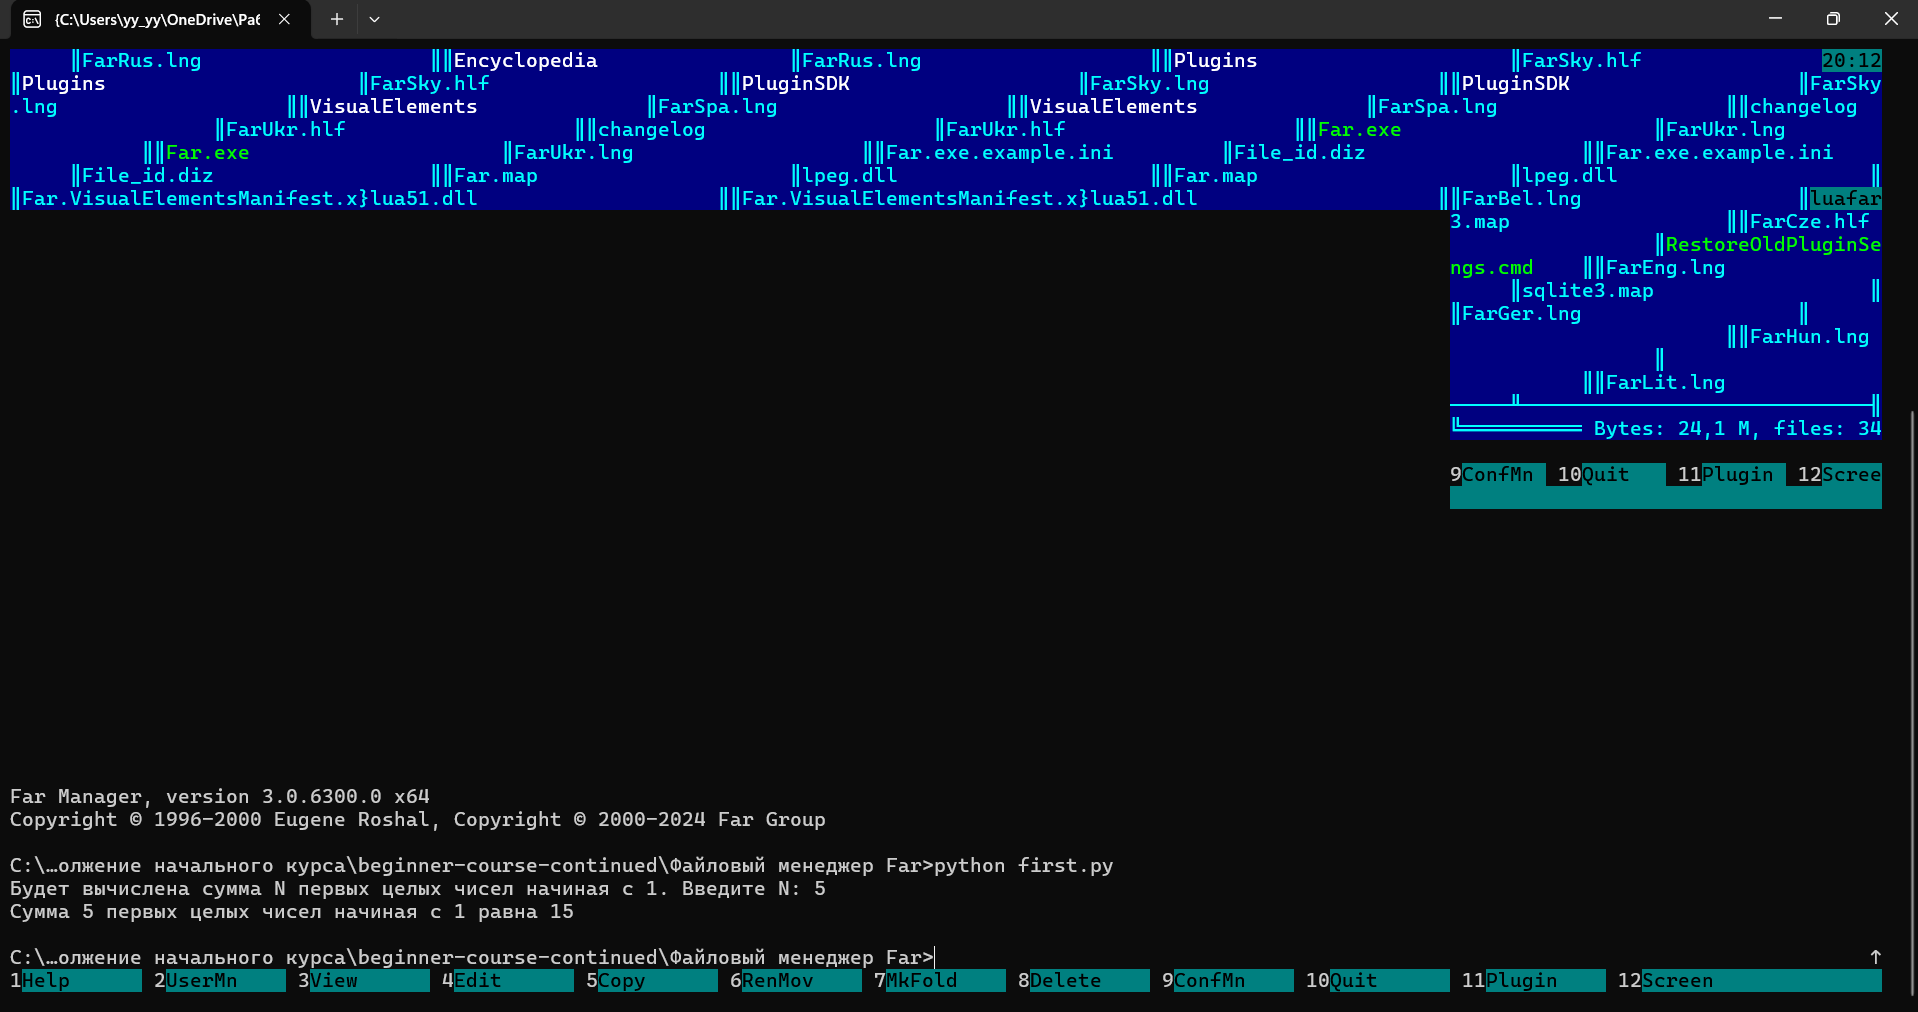 {C:\Users\yy_yy\OneDrive\Ра
║FarRus.lng ║║Encyclopedia ║FarRus.lng ║║Plugins ║FarSky.hlf 20:12
║Plugins ║FarSky.hlf ║║PluginSDK ║FarSky.lng ║║PluginSDK ║FarSky
.lng ║║VisualElements ║FarSpa.lng ║║VisualElements ║FarSpa.lng ║║changelog
║FarUkr.hlf ║║changelog ║FarUkr.hlf ║║Far.exe ║FarUkr.lng
║║Far.exe ║FarUkr.lng ║║Far.exe.example.ini ║File_id.diz ║║Far.exe.example.ini
║File_id.diz ║║Far.map ║lpeg.dll ║║Far.map ║lpeg.dll ║
║Far.VisualElementsManifest.x}lua51.dll ║║Far.VisualElementsManifest.x}lua51.dll ║║FarBel.lng ║luafar
3.map ║║FarCze.hlf
║RestoreOldPluginSe
ngs.cmd ║║FarEng.lng
║sqlite3.map ║
║FarGer.lng ║
║║FarHun.lng
║
║║FarLit.lng
Bytes: 24,1 M, files: 34
9ConfMn 10Quit 11Plugin 12Scree
Far Manager, version 3.0.6300.0 x64
Copyright © 1996-2000 Eugene Roshal, Copyright © 2000-2024 Far Group
C:\…олжение начального курса\beginner-course-continued\Файловый менеджер Far>python first.py
Будет вычислена сумма N первых целых чисел начиная с 1. Введите N: 5
Сумма 5 первых целых чисел начиная с 1 равна 15
C:\…олжение начального курса\beginner-course-continued\Файловый менеджер Far> ↑
1Help 2UserMn 3View 4Edit 5Copy 6RenMov 7MkFold 8Delete 9ConfMn 10Quit 11Plugin 12Screen